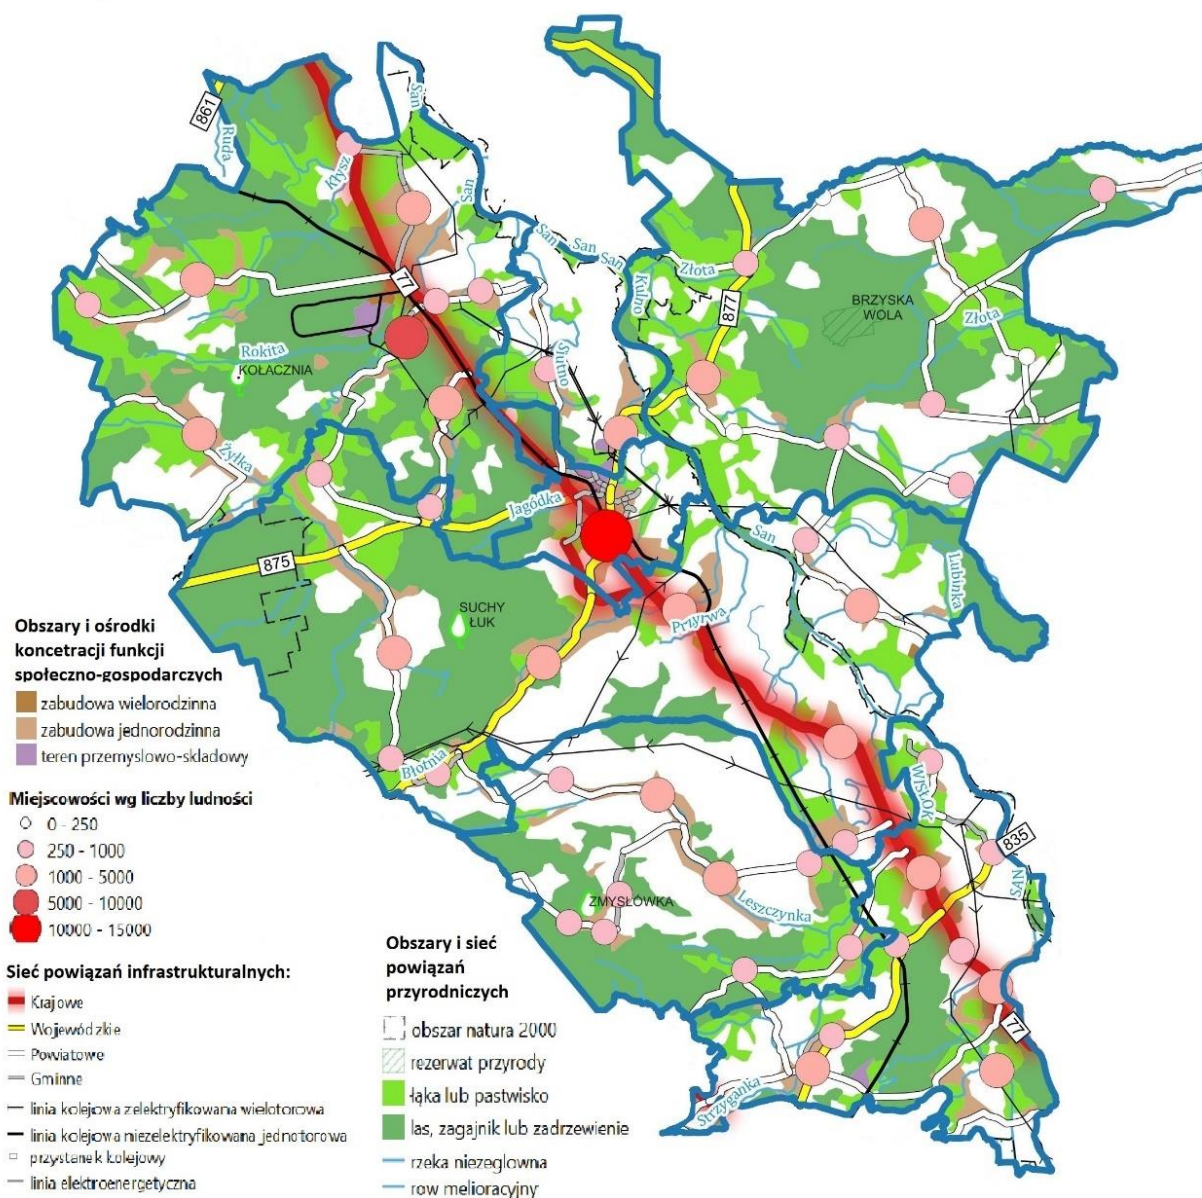 861
Ruda
San
Kłysz
San
San
San
San
Złota
Kulno
877
BRZYSKA
WOLA
Złota
77
Rokita
KOŁACZNIA
Słutno
Żyłka
Jagódka
875
San
Lubinka
SUCHY
ŁUK
Przyrwa
Błotnia
WISŁOK
835
SAN
ZMYSŁÓWKA
Leszczynka
77
Strzyganka
Obszary i ośrodki
koncetracji funkcji
społeczno-gospodarczych
zabudowa wielorodzinna
zabudowa jednorodzinna
teren przemysłowo-składowy
Miejscowości wg liczby ludności
0 - 250
250 - 1000
1000 - 5000
5000 - 10000
10000 - 15000
Sieć powiązań infrastrukturalnych:
Krajowe
Wojewódzkie
Powiatowe
Gminne
linia kolejowa zelektryfikowana wielotorowa
linia kolejowa niezelektryfikowana jednotorowa
przystanek kolejowy
linia elektroenergetyczna
Obszary i sieć
powiązań
przyrodniczych
obszar natura 2000
rezerwat przyrody
łąka lub pastwisko
las, zagajnik lub zadrzewienie
rzeka nieżeglowna
row melioracyjny